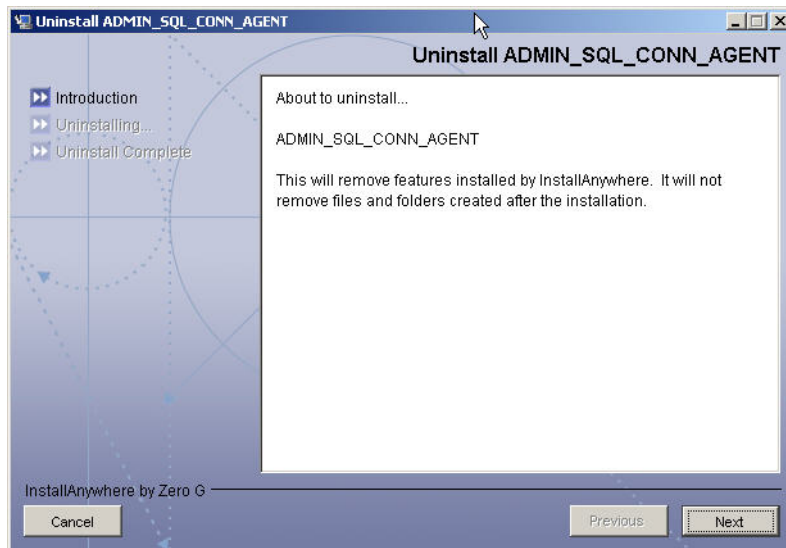 Uninstall ADMIN_SQL_CONN_AGENT
Uninstall ADMIN_SQL_CONN_AGENT
Introduction
Uninstalling...
Uninstall Complete
About to uninstall...
ADMIN_SQL_CONN_AGENT
This will remove features installed by InstallAnywhere. It will not
remove files and folders created after the installation.
InstallAnywhere by Zero G
Cancel
Previous
Next